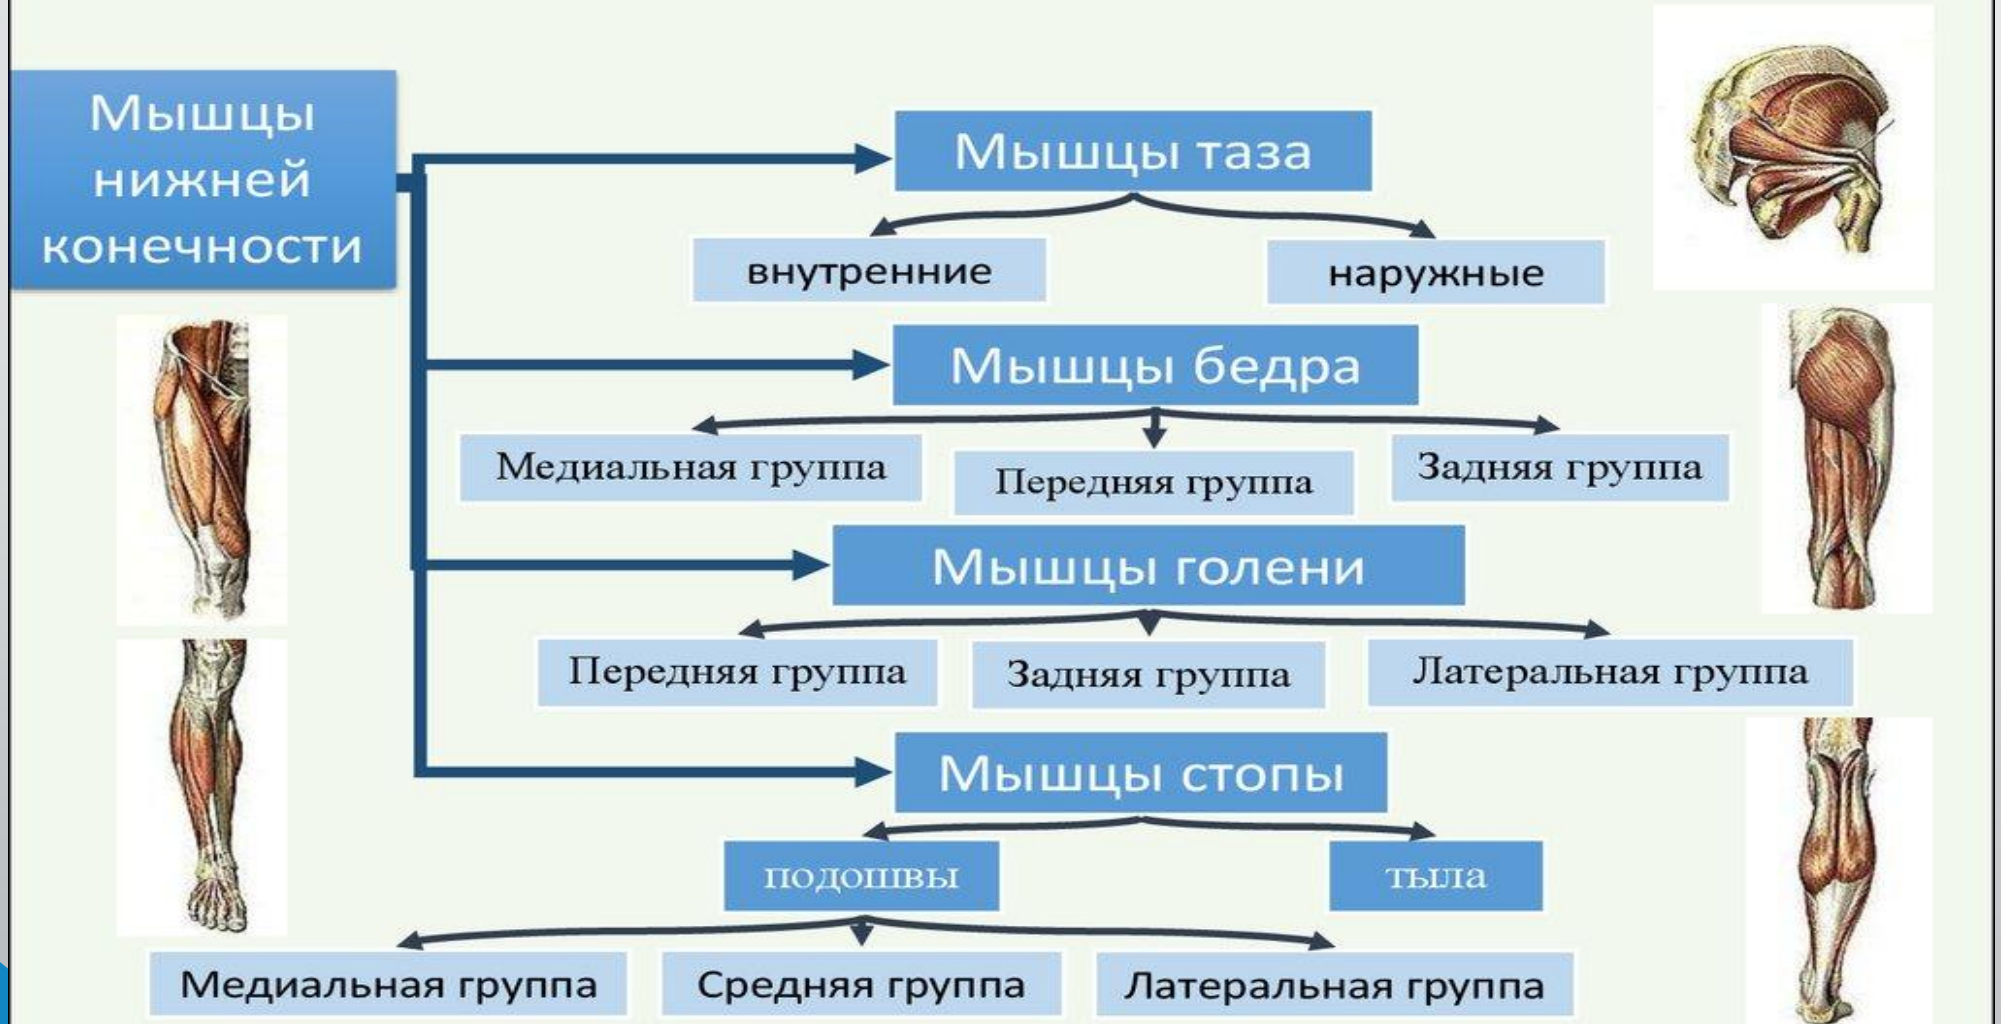 Мышцы
нижней
конечности
Мышцы таза
внутренние
наружные
Мышцы бедра
Медиальная группа
Передняя группа
Задняя группа
Мышцы голени
Передняя группа
Задняя группа
Латеральная группа
Мышцы стопы
подошвы
тыла
Медиальная группа
Средняя группа
Латеральная группа